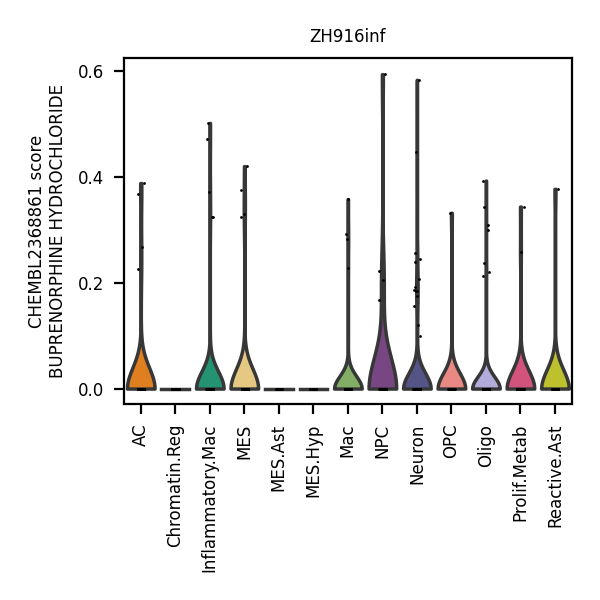 ZH916inf
CHEMBL2368861 score
BUPRENORPHINE HYDROCHLORIDE
0.6
0.4
0.2
0.0
AC
Chromatin.Reg
Inflammatory.Mac
MES
MES.Ast
MES.Hyp
Mac
NPC
Neuron
OPC
Oligo
Prolif.Metab
Reactive.Ast